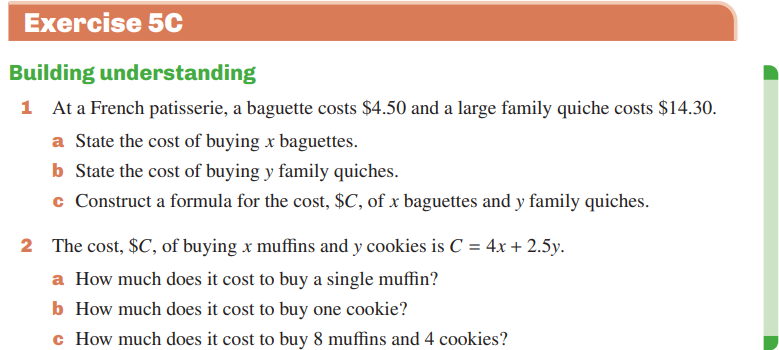 Exercise 5C
Building understanding
1 At a French patisserie, a baguette costs $4.50 and a large family quiche costs $14.30.
a State the cost of buying x baguettes.
b State the cost of buying y family quiches.
c Construct a formula for the cost, $C, of x baguettes and y family quiches.
2 The cost, $C, of buying x muffins and y cookies is C = 4x + 2.5y.
a How much does it cost to buy a single muffin?
b How much does it cost to buy one cookie?
c How much does it cost to buy 8 muffins and 4 cookies?